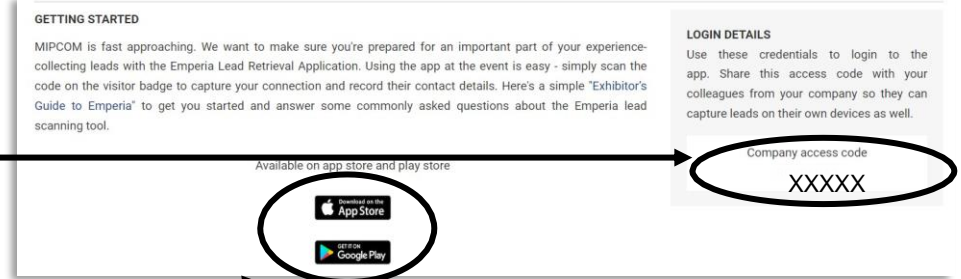 GETTING STARTED
MIPCOM is fast approaching. We want to make sure you're prepared for an important part of your experience-
collecting leads with the Emperia Lead Retrieval Application. Using the app at the event is easy - simply scan the
code on the visitor badge to capture your connection and record their contact details. Here's a simple "Exhibitor's
Guide to Emperia" to get you started and answer some commonly asked questions about the Emperia lead
scanning tool.
Available on app store and play store
Download on the
App Store
GET IT ON
Google Play
LOGIN DETAILS
Use these credentials to login to the
app. Share this access code with your
colleagues from your company so they can
capture leads on their own devices as well.
Company access code
XXXXX